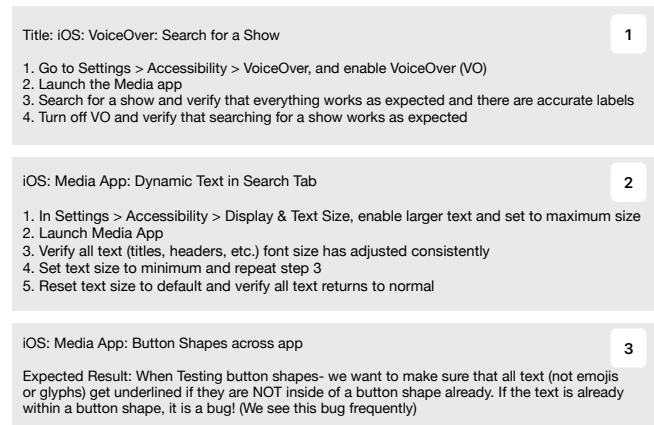 Title: iOS: VoiceOver: Search for a Show
1
1. Go to Settings > Accessibility > VoiceOver, and enable VoiceOver (VO)
2. Launch the Media app
3. Search for a show and verify that everything works as expected and there are accurate labels
4. Turn off VO and verify that searching for a show works as expected
iOS: Media App: Dynamic Text in Search Tab
2
1. In Settings > Accessibility > Display & Text Size, enable larger text and set to maximum size
2. Launch Media App
3. Verify all text (titles, headers, etc.) font size has adjusted consistently
4. Set text size to minimum and repeat step 3
5. Reset text size to default and verify all text returns to normal
iOS: Media App: Button Shapes across app
3
Expected Result: When Testing button shapes- we want to make sure that all text (not emojis
or glyphs) get underlined if they are NOT inside of a button shape already. If the text is already
within a button shape, it is a bug! (We see this bug frequently)